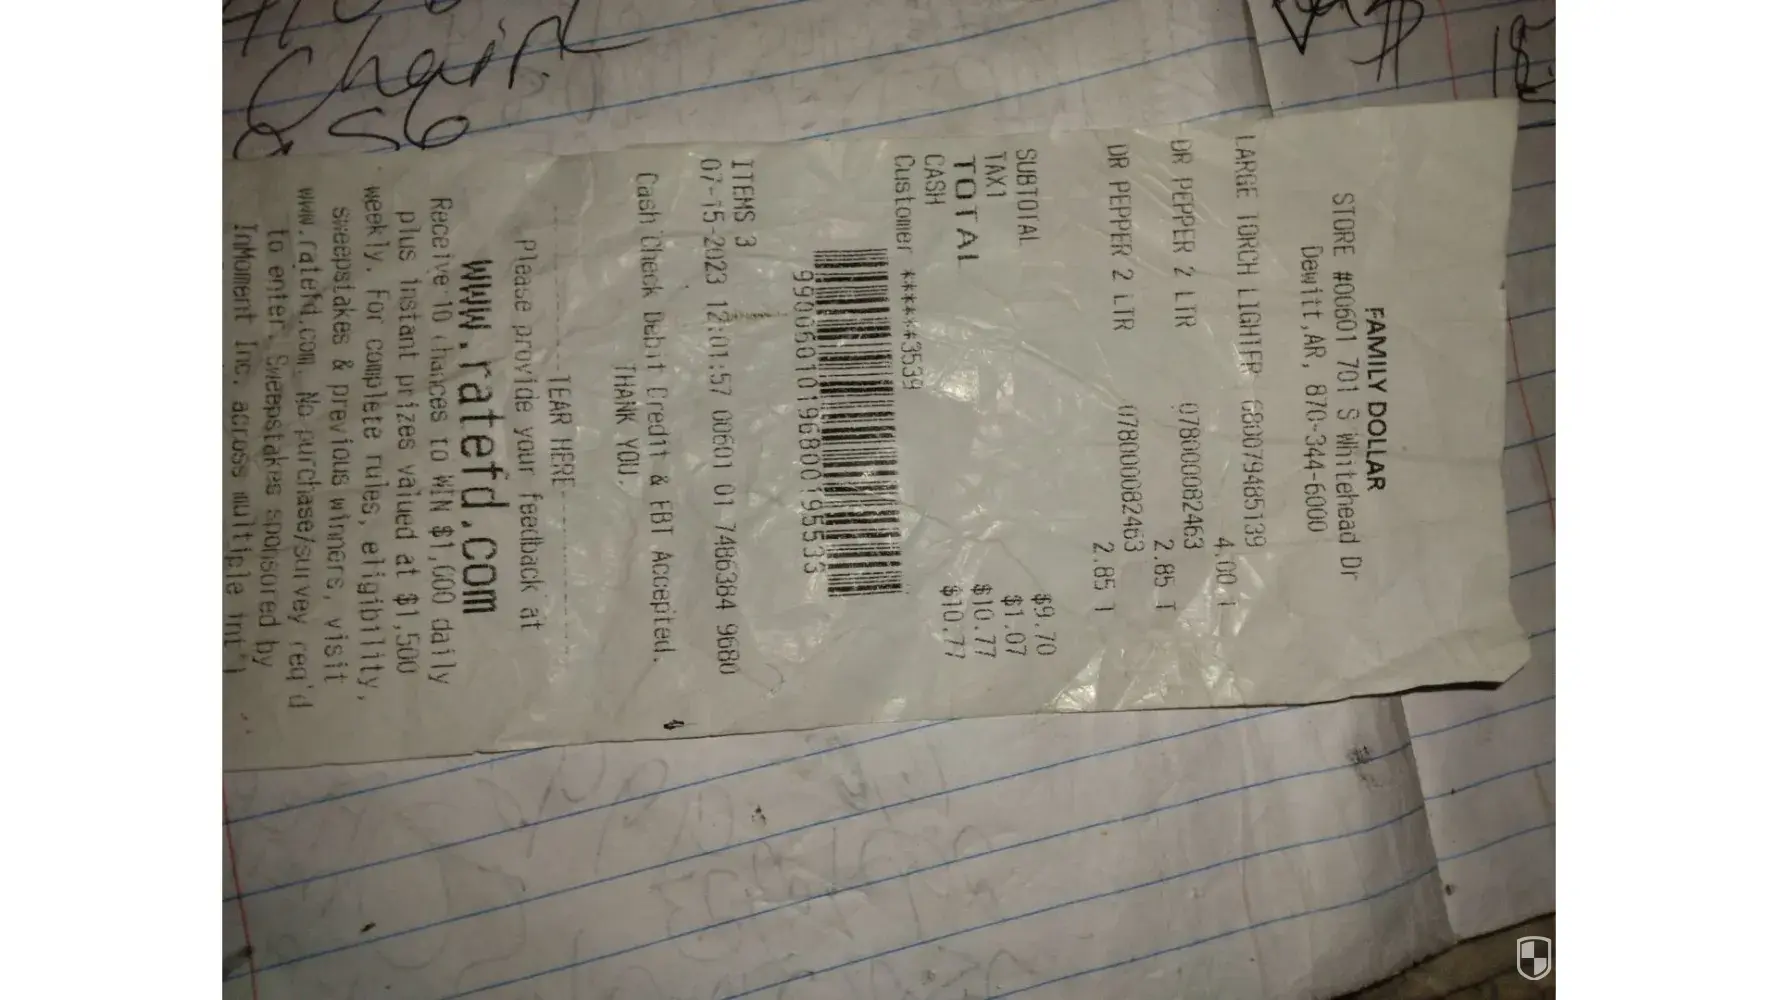 Chair
S6
FAMILY DOLLAR
STORE #00601 701 S Whitehead Dr
Dewitt,AR, 870-344-6000
LARGE TORCH LIGHTER 680079485139 4.00 T
DR PEPPER 2 LTR 078000082463 2.85 T
DR PEPPER 2 LTR 078000082463 2.85 T
SUBTOTAL $9.70
TAX1 $1.07
TOTAL $10.77
CASH $10.77
Customer ******3539
9900601019680019553
ITEMS 3
07-15-2023 12:01:57 00601 01 7486384 9680
Cash Check Debit Credit & EBT Accepted.
THANK YOU.
TEAR HERE
Please provide your feedback at
www.ratefd.com
Receive 10 chances to WIN $1,000 daily
plus instant prizes valued at $1,500
weekly. For complete rules, eligibility,
sweepstakes & previous winners, visit
www.ratefd.com. No purchase/survey req'd
to enter. Sweepstakes sponsored by
InMoment Inc. across multiple int'l